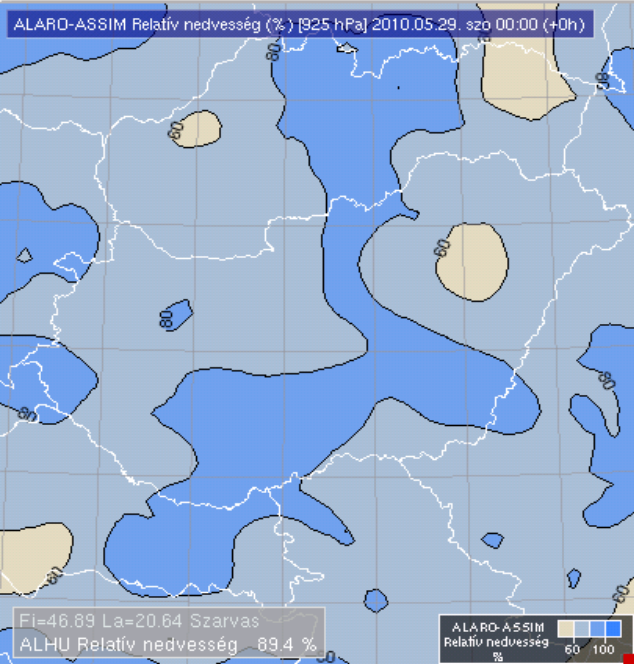 ALARO-ASSIM Relatív nedvesség (%) [925 hPa] 2010.05.29. szo 00:00 (+0h)
80
80
60
60
80
80
80
60
60
Fi=46.89 La=20.64 Szarvas
ALHU Relatív nedvesség 89.4 %
ALARO-ASSIM
Relatív nedvesség
%
60 100